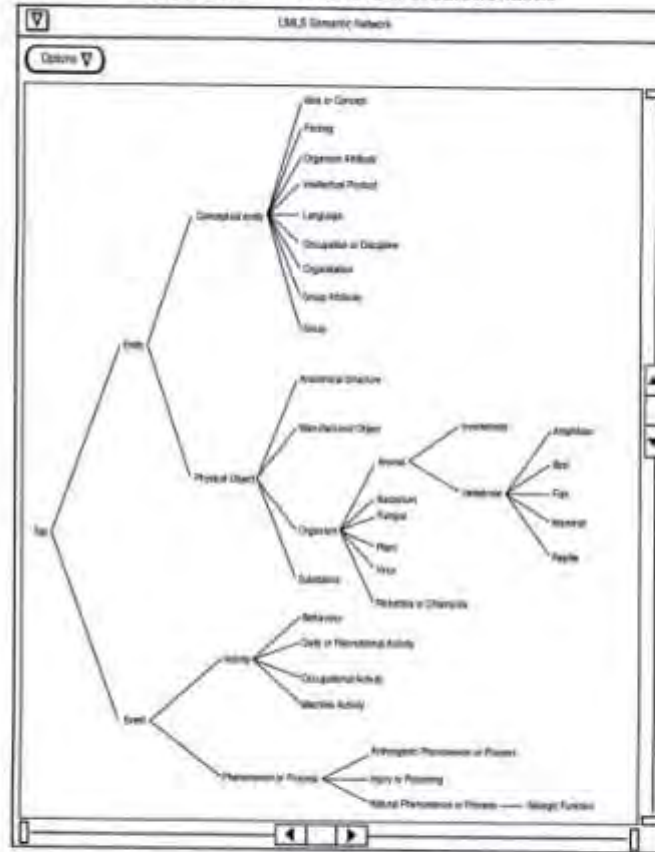 UMLS Semantic Network
Options
Idea or Concept
Finding
Organism Attribute
Intellectual Product
Conceptual entity
Language
Occupation or Discipline
Organization
Group Attribute
Group
Entity
Anatomical Structure
Manufactured Object
Invertebrate
Amphibian
Animal
Bird
Physical Object
Vertebrate
Fish
Bacterium
Fungus
Mammal
Top
Organism
Plant
Reptile
Virus
Substance
Rickettsia or Chlamydia
Behaviour
Daily or Recreational Activity
Activity
Occupational Activity
Machine Activity
Event
Anthropogenic Phenomenon or Process
Phenomenon or Process
Injury or Poisoning
Natural Phenomenon or Process
Biologic Function